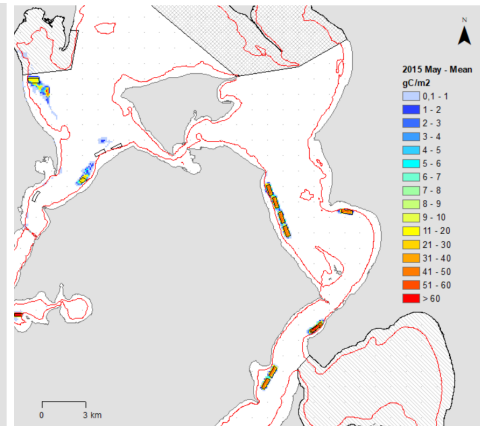 N
2015 May - Mean
gC/m2
0,1 - 1
1 - 2
2 - 3
3 - 4
4 - 5
5 - 6
6 - 7
7 - 8
8 - 9
9 - 10
11 - 20
21 - 30
31 - 40
41 - 50
51 - 60
> 60
0 3 km